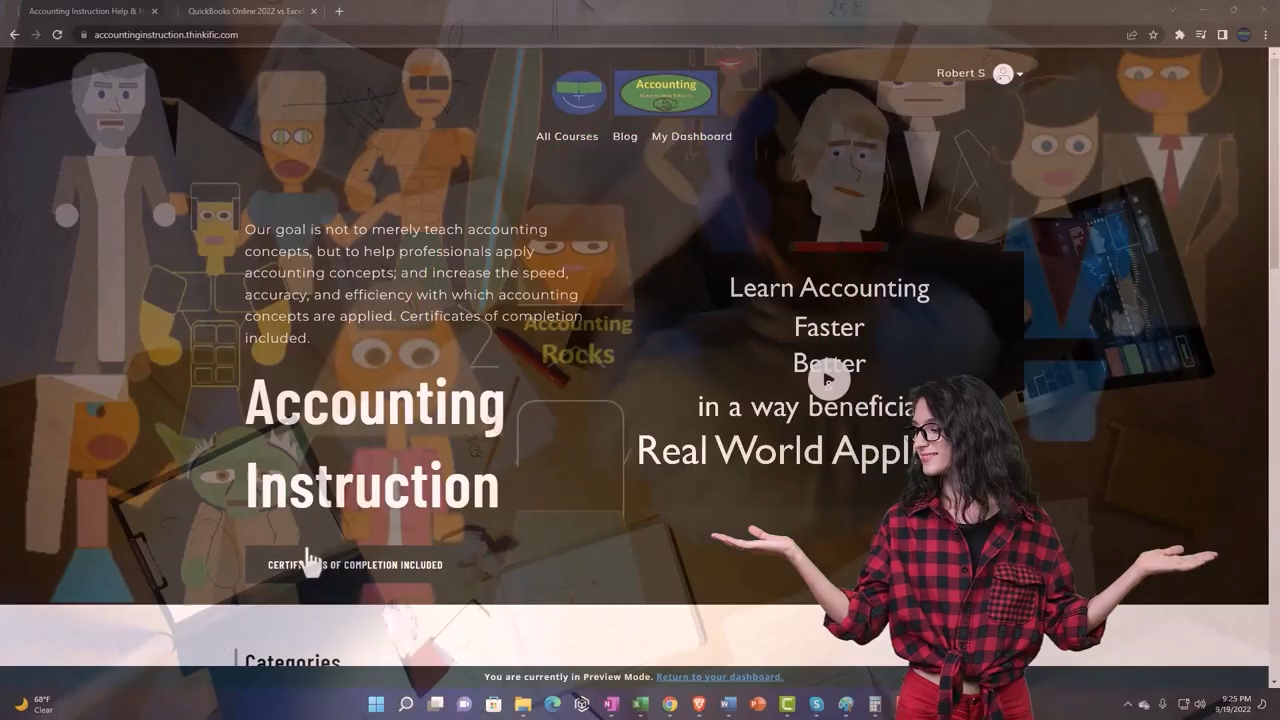 Accounting Instruction Help & H
QuickBooks Online 2022 vs Exce
accountinginstruction.thinkific.com
Accounting
Robert S
All Courses Blog My Dashboard
Our goal is not to merely teach accounting
concepts, but to help professionals apply
accounting concepts; and increase the speed,
accuracy, and efficiency with which accounting
concepts are applied. Certificates of completion
included.
Accounting
Rocks
Learn Accounting
Faster
Better
&
in a way beneficia
Real World Appl
Accounting
Instruction
CERTIF S OF COMPLETION INCLUDED
Categories
You are currently in Preview Mode. Return to your dashboard.
68°F
Clear
9:25 PM
9/19/2022